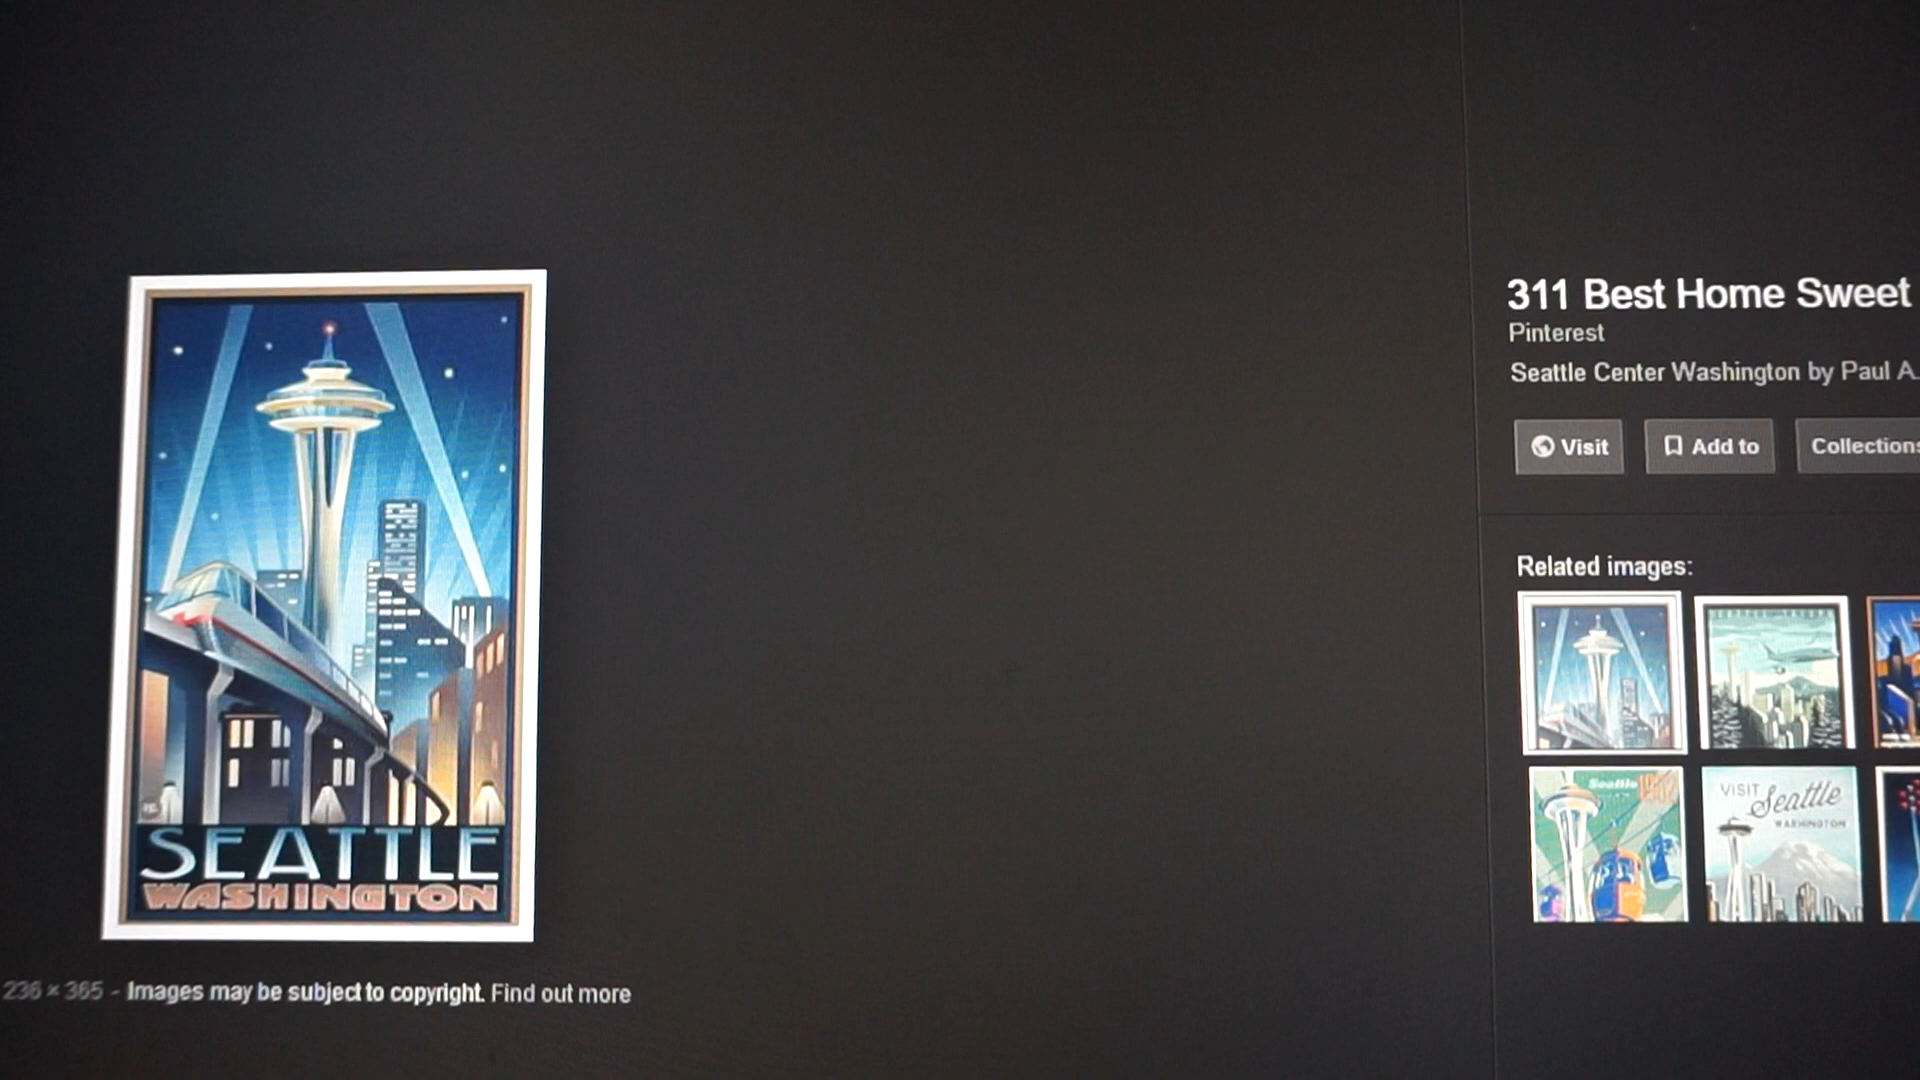 SEATTLE
WASHINGTON
236 × 365 - Images may be subject to copyright. Find out more
311 Best Home Sweet
Pinterest
Seattle Center Washington by Paul A.
Visit
Add to
Collections
Related images:
Seattle
VISIT Seattle
WASHINGTON